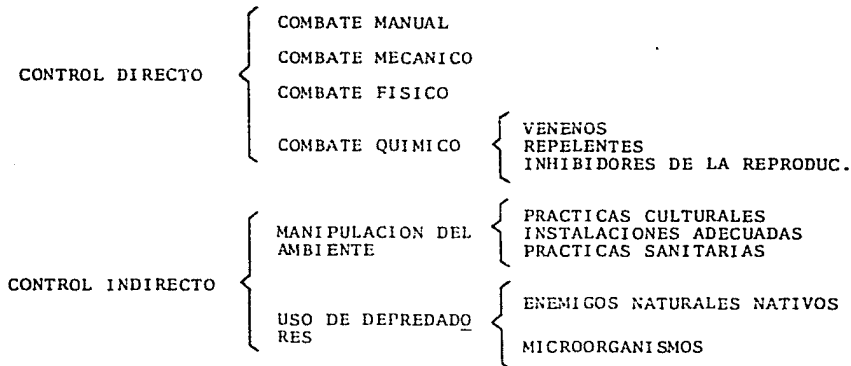 CONTROL DIRECTO
COMBATE MANUAL
COMBATE MECANICO
COMBATE FISICO
COMBATE QUIMICO
VENENOS
REPELENTES
INHIBIDORES DE LA REPRODUC.
CONTROL INDIRECTO
MANIPULACION DEL
AMBIENTE
PRACTICAS CULTURALES
INSTALACIONES ADECUADAS
PRACTICAS SANITARIAS
USO DE DEPREDADO
RES
ENEMIGOS NATURALES NATIVOS
MICROORGANISMOS